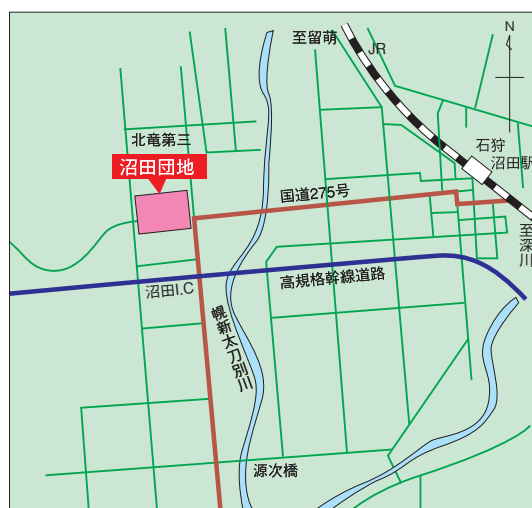 N
至留萌
JR
北竜第三
石狩
沼田駅
沼田団地
国道275号
至深川
高規格幹線道路
沼田I.C
幌新太刀別川
源次橋